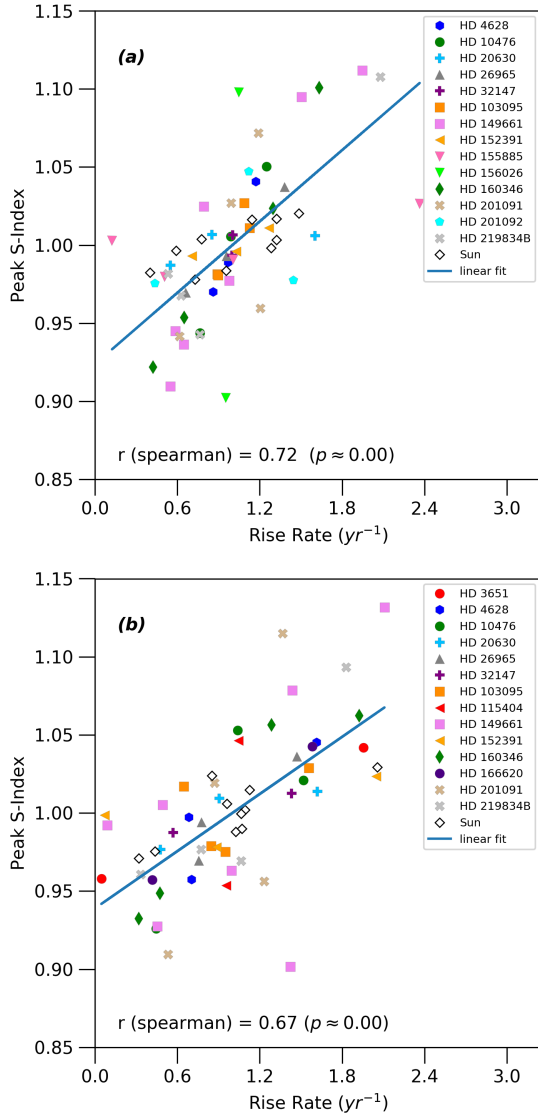 1.15
(a)
HD 4628
HD 10476
HD 20630
HD 26965
HD 32147
HD 103095
HD 149661
HD 152391
HD 155885
HD 156026
HD 160346
HD 201091
HD 201092
HD 219834B
Sun
linear fit
1.10
1.05
1.00
0.95
0.90
0.85
Peak S-Index
r (spearman) = 0.72 (p ≈ 0.00)
0.0 0.6 1.2 1.8 2.4 3.0
Rise Rate (yr⁻¹)
1.15
(b)
HD 3651
HD 4628
HD 10476
HD 20630
HD 26965
HD 32147
HD 103095
HD 115404
HD 149661
HD 152391
HD 160346
HD 166620
HD 201091
HD 219834B
Sun
linear fit
1.10
1.05
1.00
0.95
0.90
0.85
Peak S-Index
r (spearman) = 0.67 (p ≈ 0.00)
0.0 0.6 1.2 1.8 2.4 3.0
Rise Rate (yr⁻¹)